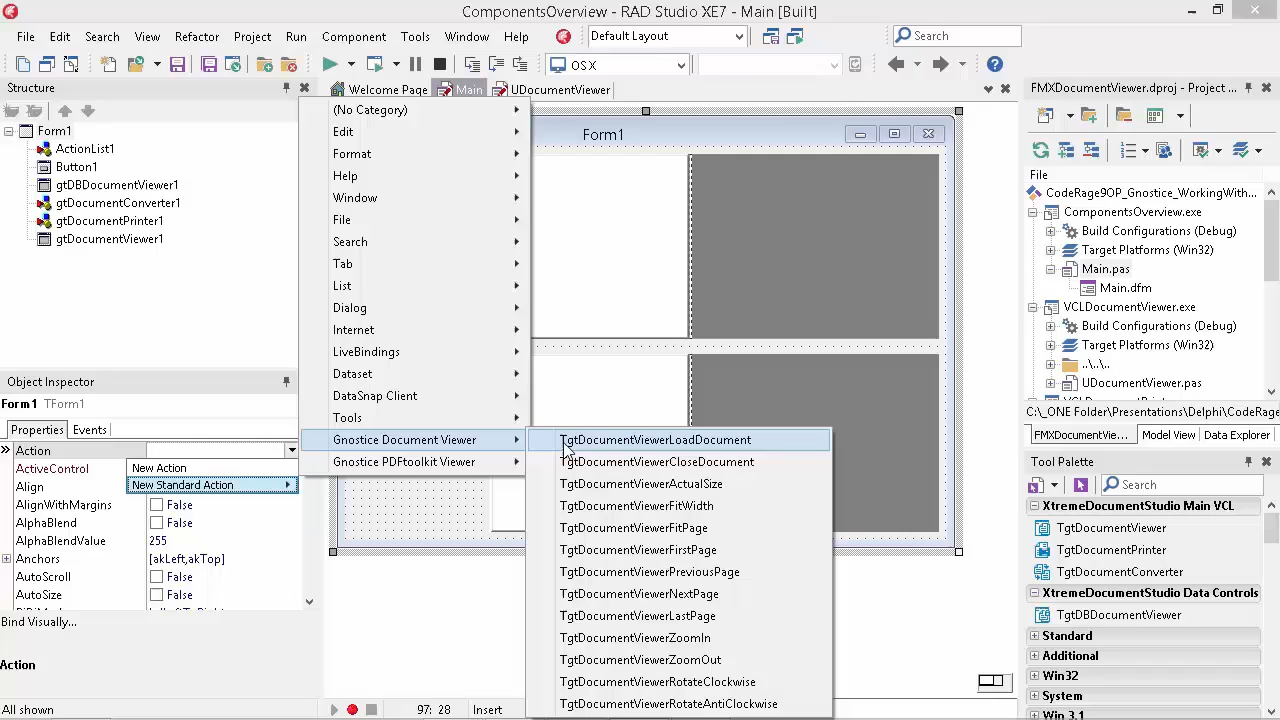 ComponentsOverview - RAD Studio XE7 - Main [Built]
File Edit Search View Refactor Project Run Component Tools Window Help
Default Layout
Search
OS X
Structure
Welcome Page Main UDocumentViewer
FMXDocumentViewer.dproj - Project ...
Form1
ActionList1
Button1
gtDBDocumentViewer1
gtDocumentConverter1
gtDocumentPrinter1
gtDocumentViewer1
(No Category)
Edit
Format
Help
Window
File
Search
Tab
List
Dialog
Internet
LiveBindings
Dataset
DataSnap Client
Tools
Gnostice Document Viewer
Gnostice PDFtoolkit Viewer
Form1
TgtDocumentViewerLoadDocument
TgtDocumentViewerCloseDocument
TgtDocumentViewerActualSize
TgtDocumentViewerFitWidth
TgtDocumentViewerFitPage
TgtDocumentViewerFirstPage
TgtDocumentViewerPreviousPage
TgtDocumentViewerNextPage
TgtDocumentViewerLastPage
TgtDocumentViewerZoomIn
TgtDocumentViewerZoomOut
TgtDocumentViewerRotateClockwise
TgtDocumentViewerRotateAntiClockwise
Object Inspector
Form1 TForm1
Properties Events
Action
ActiveControl
New Action
Align
New Standard Action
AlignWithMargins False
AlphaBlend False
AlphaBlendValue 255
Anchors [akLeft,akTop]
AutoScroll False
AutoSize False
Bind Visually...
Action
All shown
97: 28 Insert
File
CodeRage9OP_Gnostice_WorkingWith...
ComponentsOverview.exe
Build Configurations (Debug)
Target Platforms (Win32)
Main.pas
Main.dfm
VCLDocumentViewer.exe
Build Configurations (Debug)
Target Platforms (Win32)
..\..\..
UDocumentViewer.pas
C:\_ONE Folder\Presentations\Delphi\CodeRag
FMXDocumentVie... Model View Data Explorer
Tool Palette
Search
XtremeDocumentStudio Main VCL
TgtDocumentViewer
TgtDocumentPrinter
TgtDocumentConverter
XtremeDocumentStudio Data Controls
TgtDBDocumentViewer
Standard
Additional
Win32
System
Win 3.1